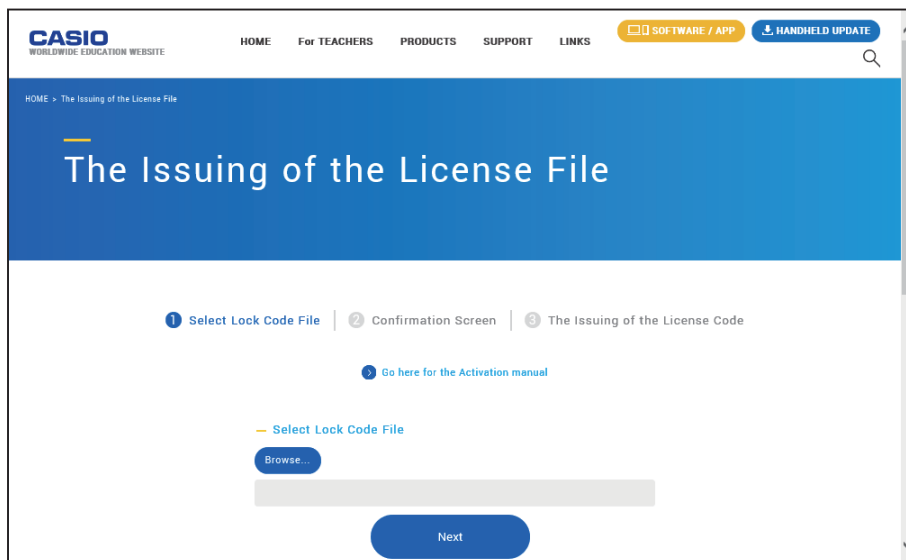 CASIO
WORLDWIDE EDUCATION WEBSITE
HOME For TEACHERS PRODUCTS SUPPORT LINKS
SOFTWARE / APP HANDHELD UPDATE
HOME > The Issuing of the License File
The Issuing of the License File
1 Select Lock Code File 2 Confirmation Screen 3 The Issuing of the License Code
Go here for the Activation manual
Select Lock Code File
Browse...
Next